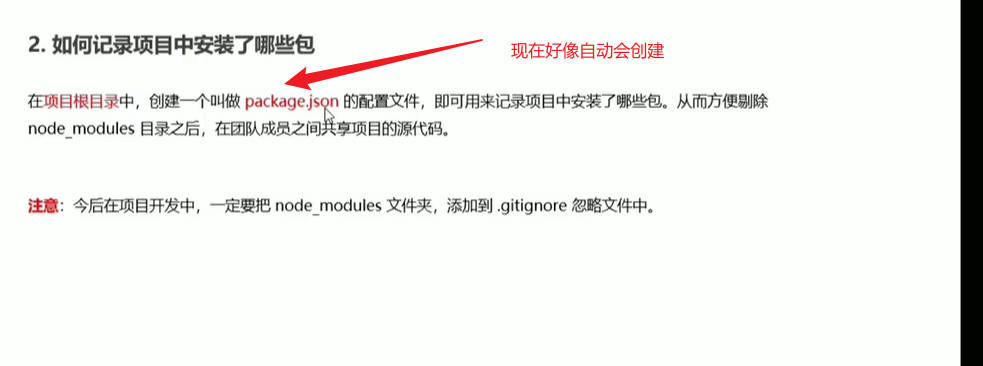 2. 如何记录项目中安装了哪些包
现在好像自动会创建
在项目根目录中，创建一个叫做 package.json 的配置文件，即可用来记录项目中安装了哪些包。从而方便剔除
node_modules 目录之后，在团队成员之间共享项目的源代码。
注意：今后在项目开发中，一定要把 node_modules 文件夹，添加到 .gitignore 忽略文件中。